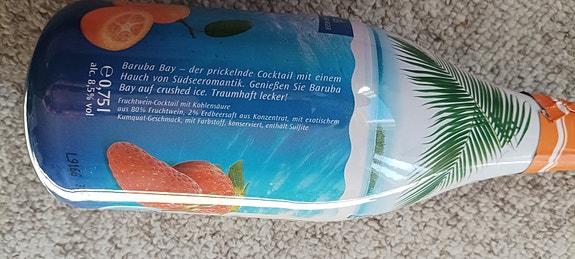 Baruba Bay – der prickelnde Cocktail mit einem
Hauch von Südseeromantik. Genießen Sie Baruba
Bay auf crushed ice. Traumhaft lecker!
Fruchtwein-Cocktail mit Kohlensäure
aus 80% Fruchtwein, 2% Erdbeersaft aus Konzentrat, mit exotischem
Kumquat-Geschmack, mit Farbstoff, konserviert, enthält Sulfite
e 0,75 l
alc. 8,5% vol